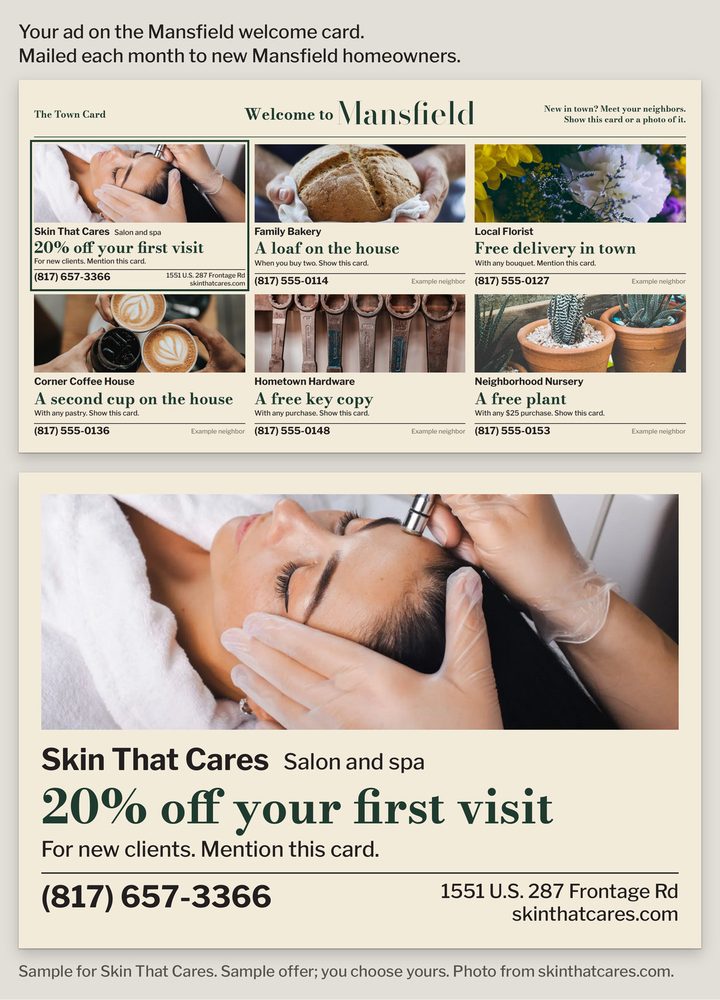 Your ad on the Mansfield welcome card.
Mailed each month to new Mansfield homeowners.
The Town Card
Welcome to Mansfield
New in town? Meet your neighbors.
Show this card or a photo of it.
Skin That Cares Salon and spa
20% off your first visit
For new clients. Mention this card.
(817) 657-3366
1551 U.S. 287 Frontage Rd
skinthatcares.com
Family Bakery
A loaf on the house
When you buy two. Show this card.
(817) 555-0114
Example neighbor
Local Florist
Free delivery in town
With any bouquet. Mention this card.
(817) 555-0127
Example neighbor
Corner Coffee House
A second cup on the house
With any pastry. Show this card.
(817) 555-0136
Example neighbor
Hometown Hardware
A free key copy
With any purchase. Show this card.
(817) 555-0148
Example neighbor
Neighborhood Nursery
A free plant
With any $25 purchase. Show this card.
(817) 555-0153
Example neighbor
Skin That Cares Salon and spa
20% off your first visit
For new clients. Mention this card.
(817) 657-3366
1551 U.S. 287 Frontage Rd
skinthatcares.com
Sample for Skin That Cares. Sample offer; you choose yours. Photo from skinthatcares.com.